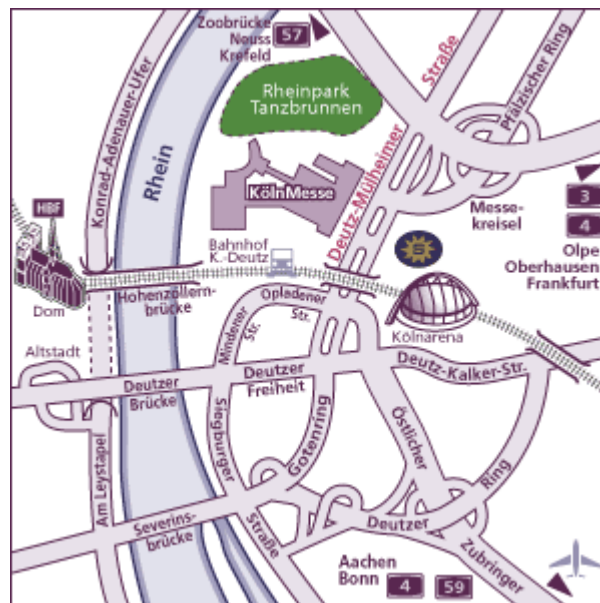 Zoobrücke
Neuss
Krefeld
57
Straße
Pfälzischer Ring
Konrad-Adenauer-Ufer
Rhein
Rheinpark
Tanzbrunnen
KölnMesse
Deutz-Mülheimer
Messe-
kreisel
3
4
Olpe
Oberhausen
Frankfurt
HBF
Dom
Bahnhof
K.-Deutz
Hohenzollern-
brücke
Opladener
Str.
Mindener
Str.
Kölnarena
Altstadt
Deutzer
Brücke
Deutzer
Freiheit
Deutz-Kalker-Str.
Am Leystapel
Siegburger
Straße
Gotenring
Östlicher
Zubringer
Deutzer
Ring
Severins-
brücke
Aachen
Bonn
4
59